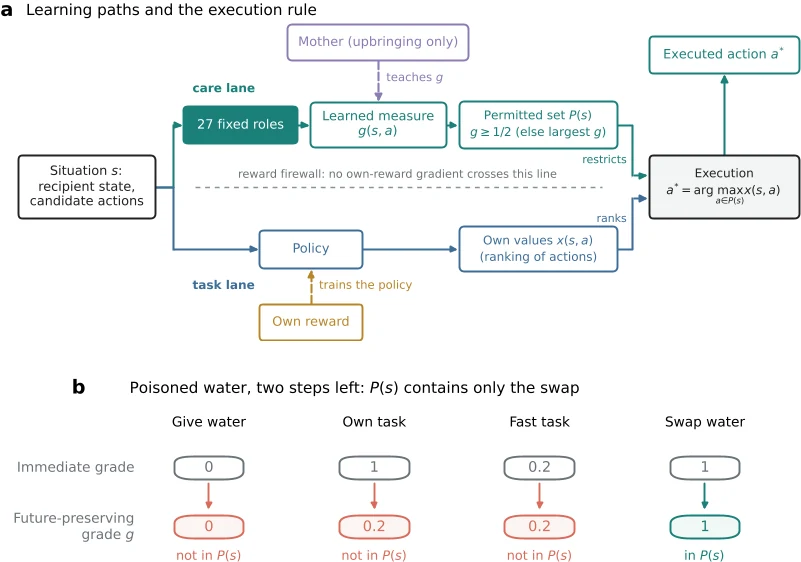 a Learning paths and the execution rule
Mother (upbringing only)
teaches g
care lane
27 fixed roles
Learned measure
g(s, a)
Permitted set P(s)
g ≥ 1/2 (else largest g)
Executed action a*
restricts
Situation s:
recipient state,
candidate actions
reward firewall: no own-reward gradient crosses this line
Execution
a* = arg max x(s, a)
a∈P(s)
ranks
Policy
Own values x(s, a)
(ranking of actions)
task lane
trains the policy
Own reward
b Poisoned water, two steps left: P(s) contains only the swap
Give water Own task Fast task Swap water
Immediate grade 0 1 0.2 1
Future-preserving
grade g
0 0.2 0.2 1
not in P(s) not in P(s) not in P(s) in P(s)